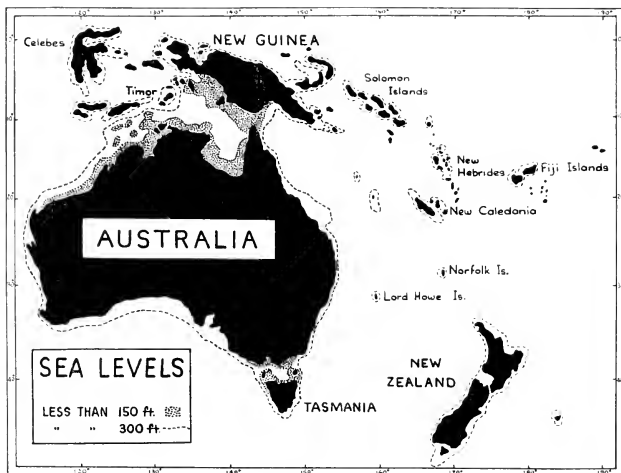 Celebes
NEW GUINEA
Timor
Solomon
Islands
New
Hebrides
Fiji Islands
New Caledonia
AUSTRALIA
Norfolk Is.
Lord Howe Is.
NEW
ZEALAND
TASMANIA
SEA LEVELS
LESS THAN 150 ft.
" " 300 ft.